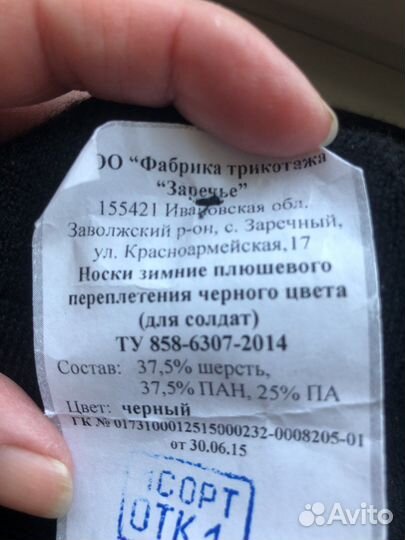 ОО “Фабрика трикотажа
“Заречье”
155421 Ивановская обл.
Заволжский р-он, с. Заречный,
ул. Красноармейская,17
Носки зимние плюшевого
переплетения черного цвета
(для солдат)
ТУ 858-6307-2014
Состав: 37,5% шерсть,
37,5% ПАН, 25% ПА
Цвет: черный
ГК № 0173100012515000232-0008205-01
от 30.06.15
СОРТ
ОТК 1
Avito